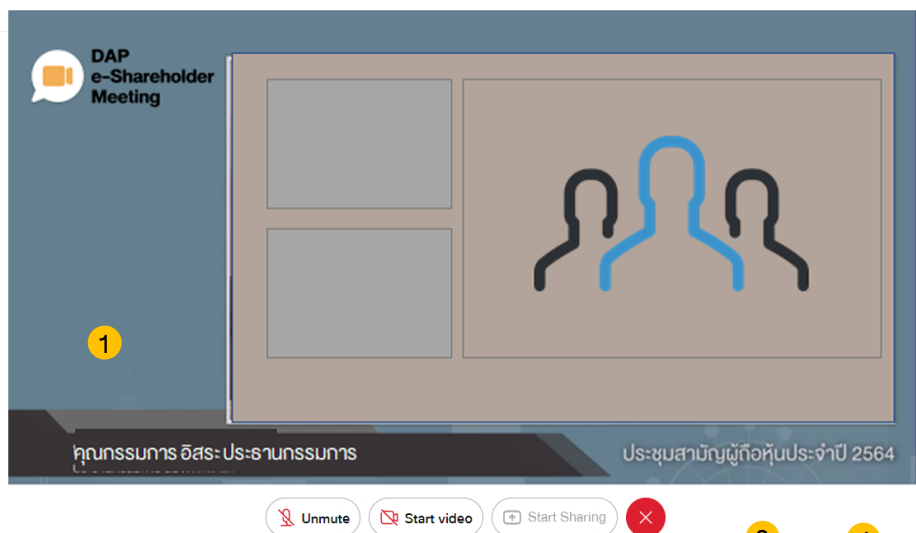 DAP
e-Shareholder
Meeting
1
คุณกรรมการ อิสระ ประธานกรรมการ
ประชุมสามัญผู้ถือหุ้นประจำปี 2564
Unmute
Start video
Start Sharing